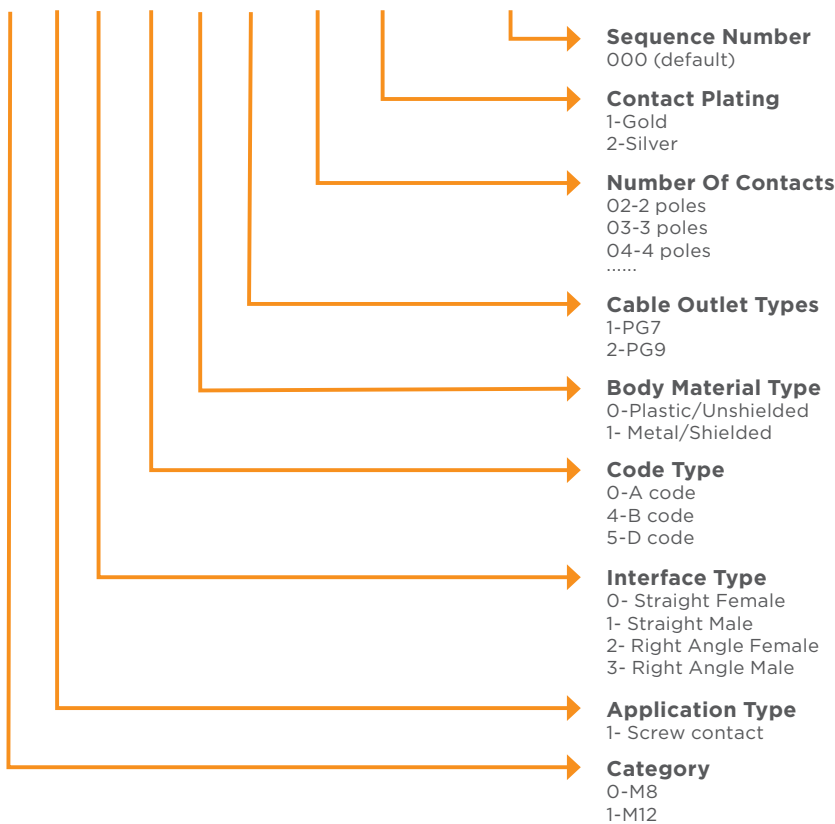 Sequence Number
000 (default)
Contact Plating
1-Gold
2-Silver
Number Of Contacts
02-2 poles
03-3 poles
04-4 poles
......
Cable Outlet Types
1-PG7
2-PG9
Body Material Type
0-Plastic/Unshielded
1- Metal/Shielded
Code Type
0-A code
4-B code
5-D code
Interface Type
0- Straight Female
1- Straight Male
2- Right Angle Female
3- Right Angle Male
Application Type
1- Screw contact
Category
0-M8
1-M12